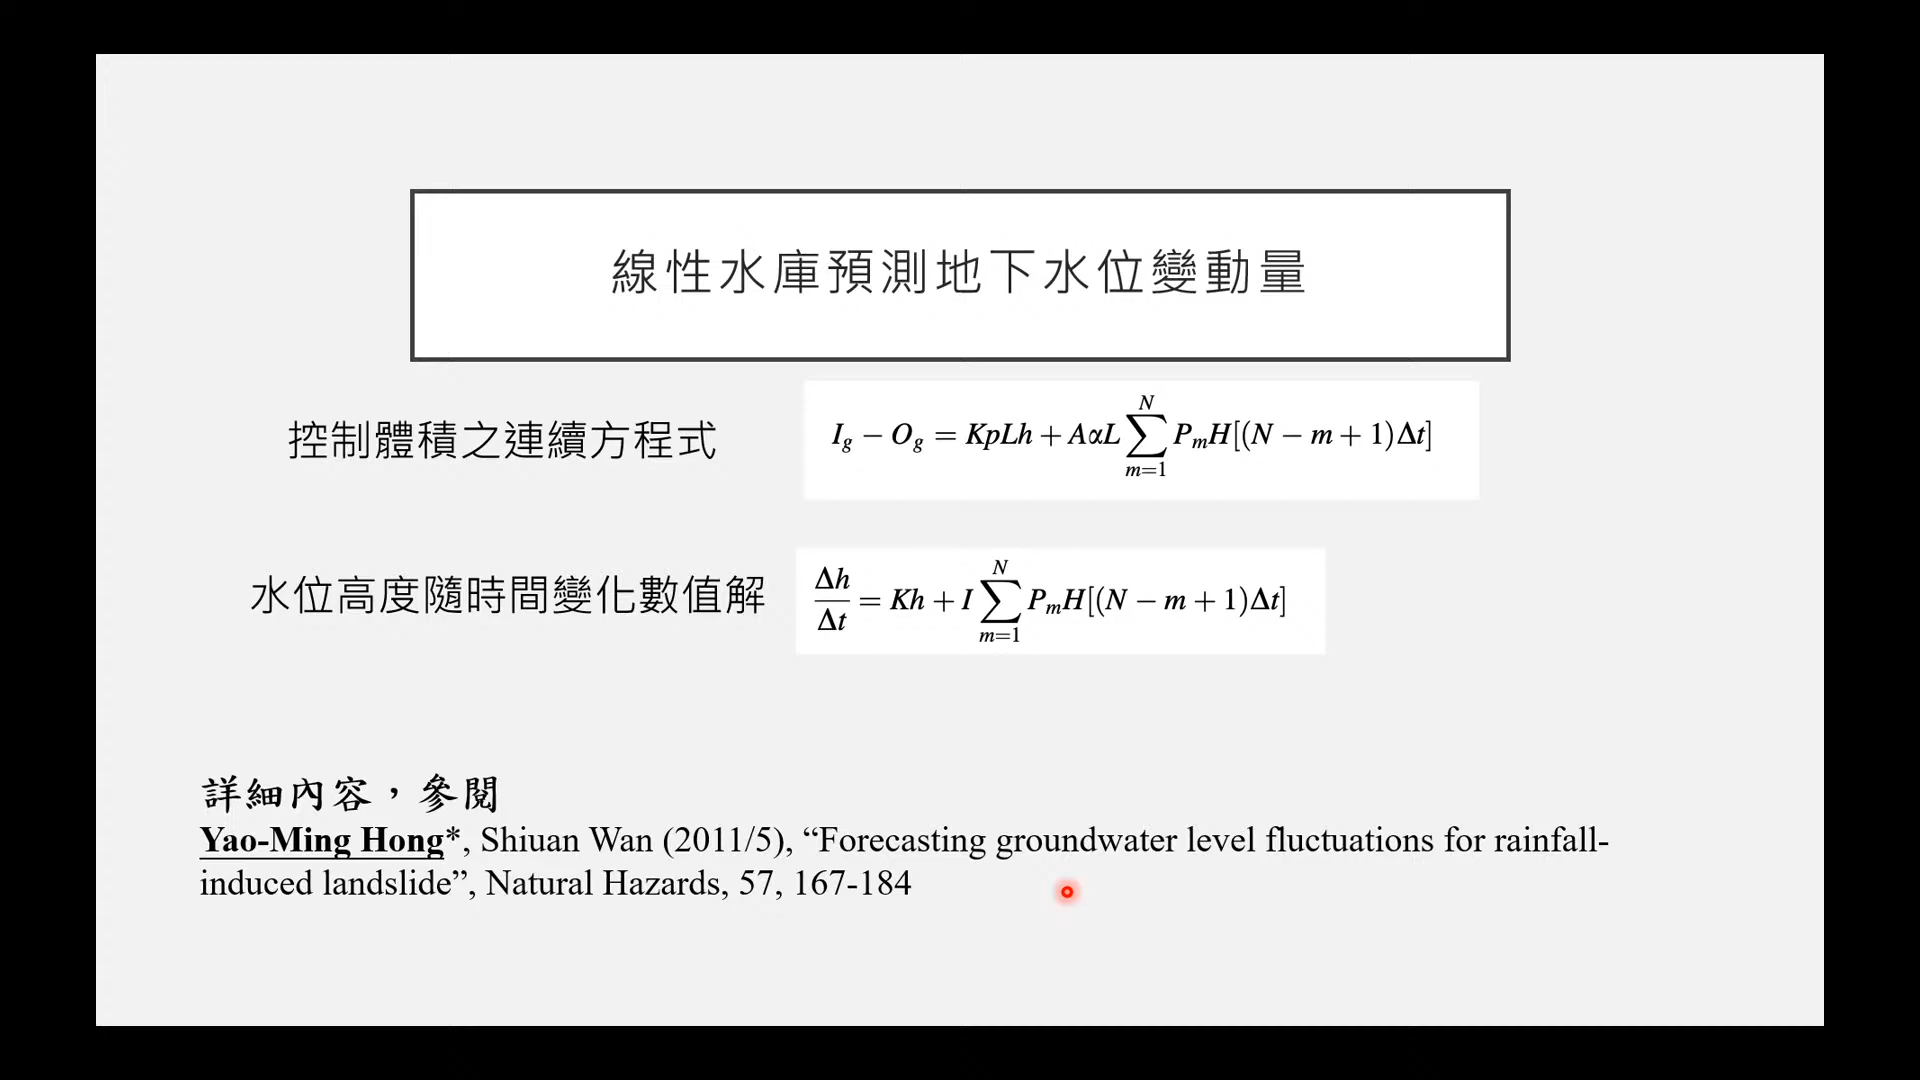 線性水庫預測地下水位變動量
控制體積之連續方程式
I_g − O_g = KpLh + AαL ∑_{m=1}^{N} P_m H[(N − m + 1)Δt]
水位高度隨時間變化數值解
Δh/Δt = Kh + I ∑_{m=1}^{N} P_m H[(N − m + 1)Δt]
詳細內容，參閱
Yao-Ming Hong*, Shiuan Wan (2011/5), “Forecasting groundwater level fluctuations for rainfall-
induced landslide”, Natural Hazards, 57, 167-184